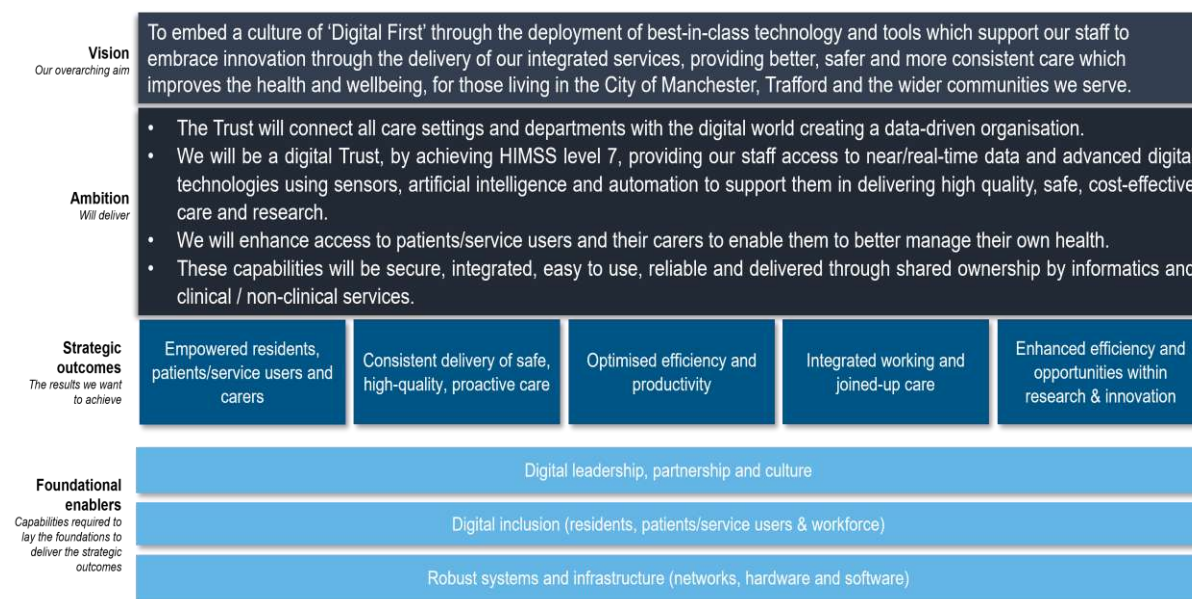 Vision
Our overarching aim
To embed a culture of ‘Digital First’ through the deployment of best-in-class technology and tools which support our staff to
embrace innovation through the delivery of our integrated services, providing better, safer and more consistent care which
improves the health and wellbeing, for those living in the City of Manchester, Trafford and the wider communities we serve.
Ambition
Will deliver
• The Trust will connect all care settings and departments with the digital world creating a data-driven organisation.
• We will be a digital Trust, by achieving HIMSS level 7, providing our staff access to near/real-time data and advanced digital
technologies using sensors, artificial intelligence and automation to support them in delivering high quality, safe, cost-effective
care and research.
• We will enhance access to patients/service users and their carers to enable them to better manage their own health.
• These capabilities will be secure, integrated, easy to use, reliable and delivered through shared ownership by informatics and
clinical / non-clinical services.
Strategic
outcomes
The results we want
to achieve
Empowered residents,
patients/service users and
carers
Consistent delivery of safe,
high-quality, proactive care
Optimised efficiency and
productivity
Integrated working and
joined-up care
Enhanced efficiency and
opportunities within
research & innovation
Foundational
enablers
Capabilities required to
lay the foundations to
deliver the strategic
outcomes
Digital leadership, partnership and culture
Digital inclusion (residents, patients/service users & workforce)
Robust systems and infrastructure (networks, hardware and software)